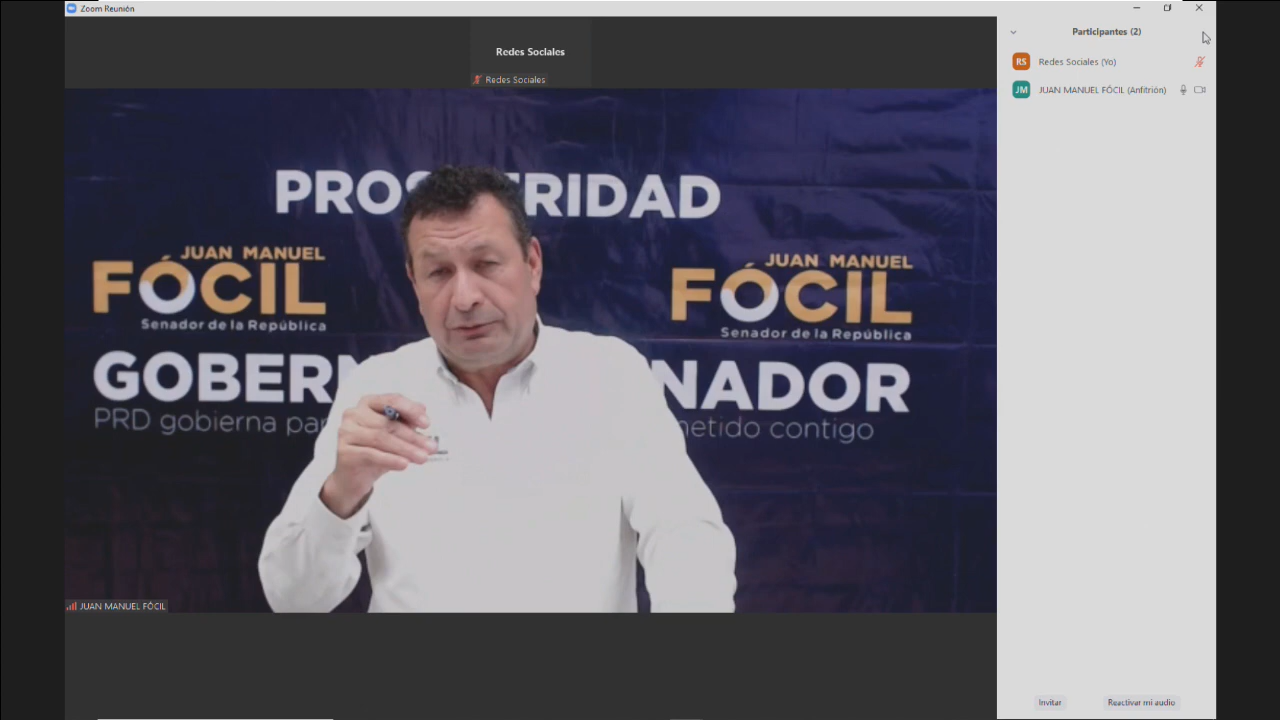 Zoom Reunión
Redes Sociales
Redes Sociales
Participantes (2)
RS Redes Sociales (Yo)
JM JUAN MANUEL FÓCIL (Anfitrión)
PROS ERIDAD
JUAN MANUEL
FÓCIL
Senador de la República
JUAN MANUEL
FÓCIL
Senador de la República
GOBERN NADOR
PRD gobierna par metido contigo
JUAN MANUEL FÓCIL
Invitar
Reactivar mi audio